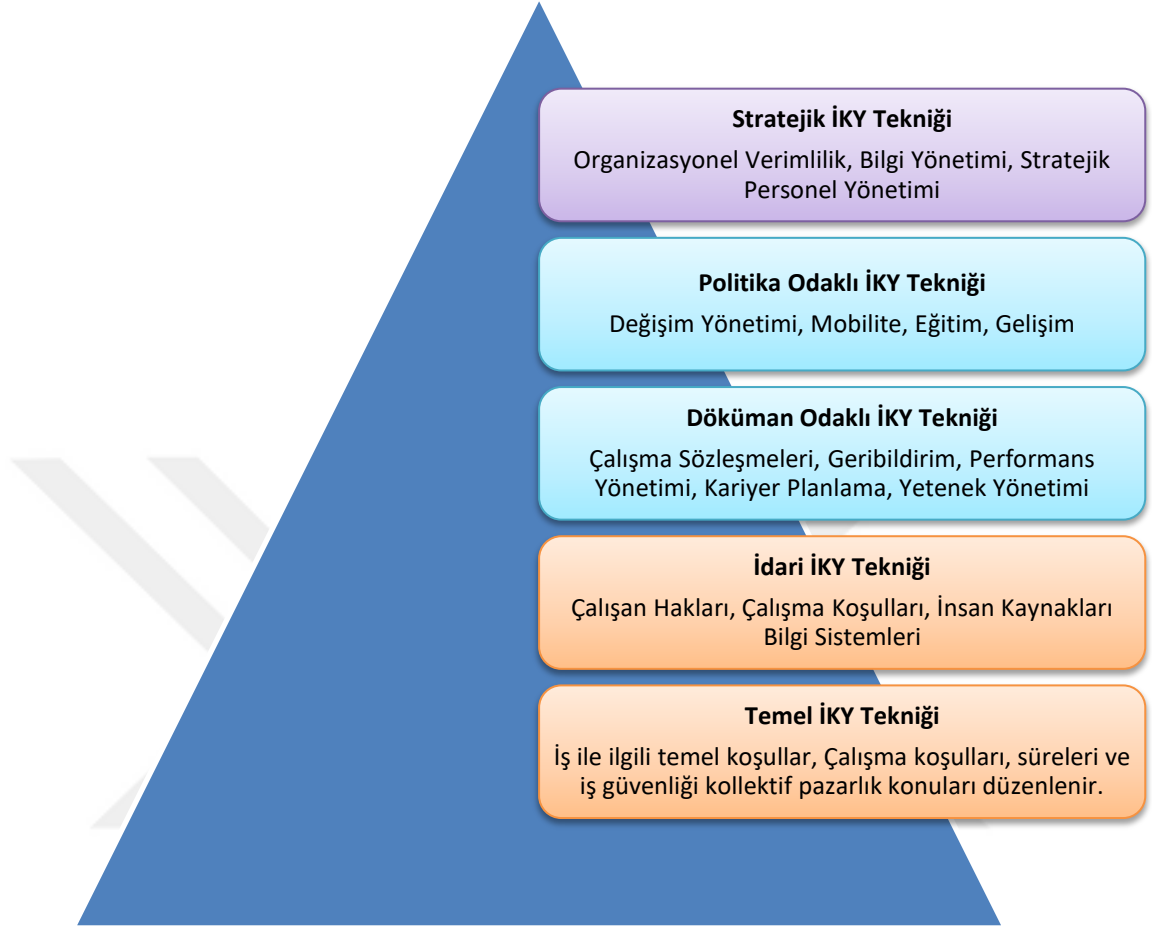 Stratejik İKY Tekniği
Organizasyonel Verimlilik, Bilgi Yönetimi, Stratejik
Personel Yönetimi
Politika Odaklı İKY Tekniği
Değişim Yönetimi, Mobilite, Eğitim, Gelişim
Döküman Odaklı İKY Tekniği
Çalışma Sözleşmeleri, Geribildirim, Performans
Yönetimi, Kariyer Planlama, Yetenek Yönetimi
İdari İKY Tekniği
Çalışan Hakları, Çalışma Koşulları, İnsan Kaynakları
Bilgi Sistemleri
Temel İKY Tekniği
İş ile ilgili temel koşullar, Çalışma koşulları, süreleri ve
iş güvenliği kollektif pazarlık konuları düzenlenir.